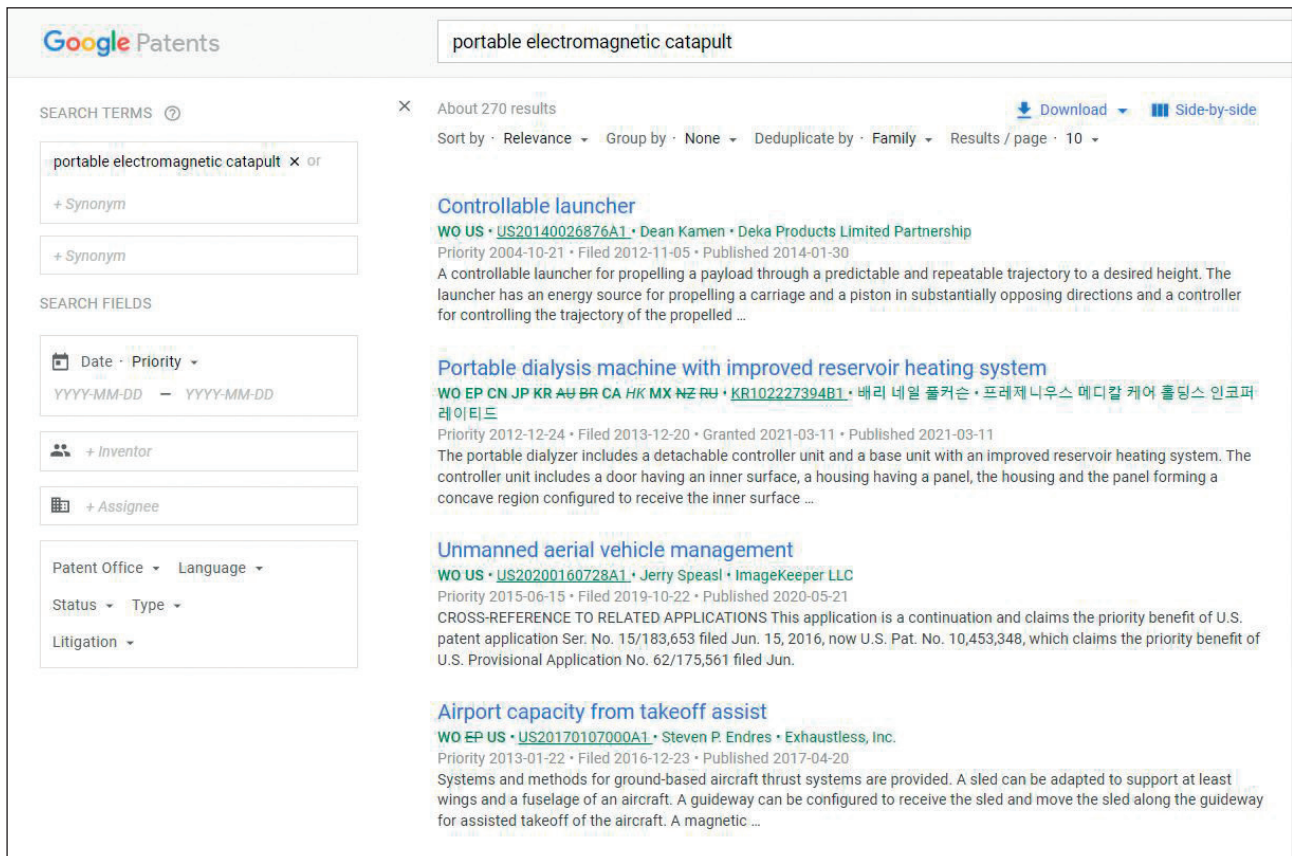 Google Patents
portable electromagnetic catapult
SEARCH TERMS
portable electromagnetic catapult × or
+ Synonym
+ Synonym
SEARCH FIELDS
Date · Priority
YYYY-MM-DD – YYYY-MM-DD
+ Inventor
+ Assignee
Patent Office Language
Status Type
Litigation
About 270 results
Download Side-by-side
Sort by · Relevance Group by · None Deduplicate by · Family Results / page · 10
Controllable launcher
WO US • US20140026876A1 • Dean Kamen • Deka Products Limited Partnership
Priority 2004-10-21 • Filed 2012-11-05 • Published 2014-01-30
A controllable launcher for propelling a payload through a predictable and repeatable trajectory to a desired height. The
launcher has an energy source for propelling a carriage and a piston in substantially opposing directions and a controller
for controlling the trajectory of the propelled ...
Portable dialysis machine with improved reservoir heating system
WO EP CN JP KR AU BR CA HK MX NZ RU • KR102227394B1 • 배리 네일 풀커슨 • 프레제니우스 메디칼 케어 홀딩스 인코퍼
레이티드
Priority 2012-12-24 • Filed 2013-12-20 • Granted 2021-03-11 • Published 2021-03-11
The portable dialyzer includes a detachable controller unit and a base unit with an improved reservoir heating system. The
controller unit includes a door having an inner surface, a housing having a panel, the housing and the panel forming a
concave region configured to receive the inner surface ...
Unmanned aerial vehicle management
WO US • US20200160728A1 • Jerry Speasl • ImageKeeper LLC
Priority 2015-06-15 • Filed 2019-10-22 • Published 2020-05-21
CROSS-REFERENCE TO RELATED APPLICATIONS This application is a continuation and claims the priority benefit of U.S.
patent application Ser. No. 15/183,653 filed Jun. 15, 2016, now U.S. Pat. No. 10,453,348, which claims the priority benefit of
U.S. Provisional Application No. 62/175,561 filed Jun.
Airport capacity from takeoff assist
WO EP US • US20170107000A1 • Steven P. Endres • Exhaustless, Inc.
Priority 2013-01-22 • Filed 2016-12-23 • Published 2017-04-20
Systems and methods for ground-based aircraft thrust systems are provided. A sled can be adapted to support at least
wings and a fuselage of an aircraft. A guideway can be configured to receive the sled and move the sled along the guideway
for assisted takeoff of the aircraft. A magnetic ...